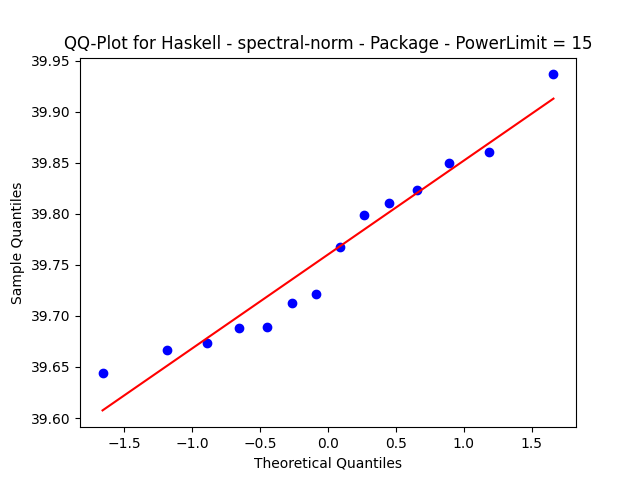 QQ-Plot for Haskell - spectral-norm - Package - PowerLimit = 15
39.95
39.90
39.85
39.80
39.75
39.70
39.65
39.60
Sample Quantiles
−1.5 −1.0 −0.5 0.0 0.5 1.0 1.5
Theoretical Quantiles